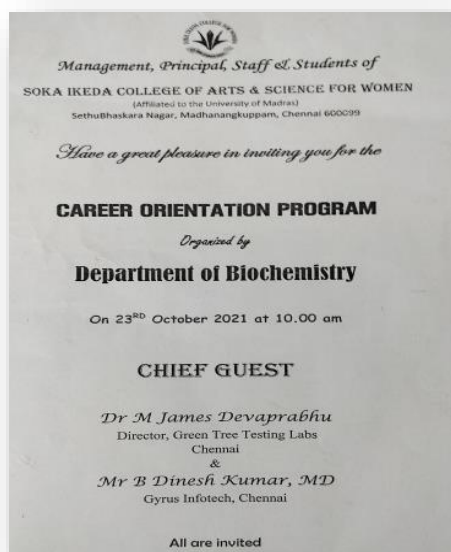 Management, Principal, Staff & Students of
SOKA IKEDA COLLEGE OF ARTS & SCIENCE FOR WOMEN
(Affiliated to the University of Madras)
SethuBhaskara Nagar, Madhanangkuppam, Chennai 600099
Have a great pleasure in inviting you for the
CAREER ORIENTATION PROGRAM
Organized by
Department of Biochemistry
On 23RD October 2021 at 10.00 am
CHIEF GUEST
Dr M James Devaprabhu
Director, Green Tree Testing Labs
Chennai
&
Mr B Dinesh Kumar, MD
Gyrus Infotech, Chennai
All are invited